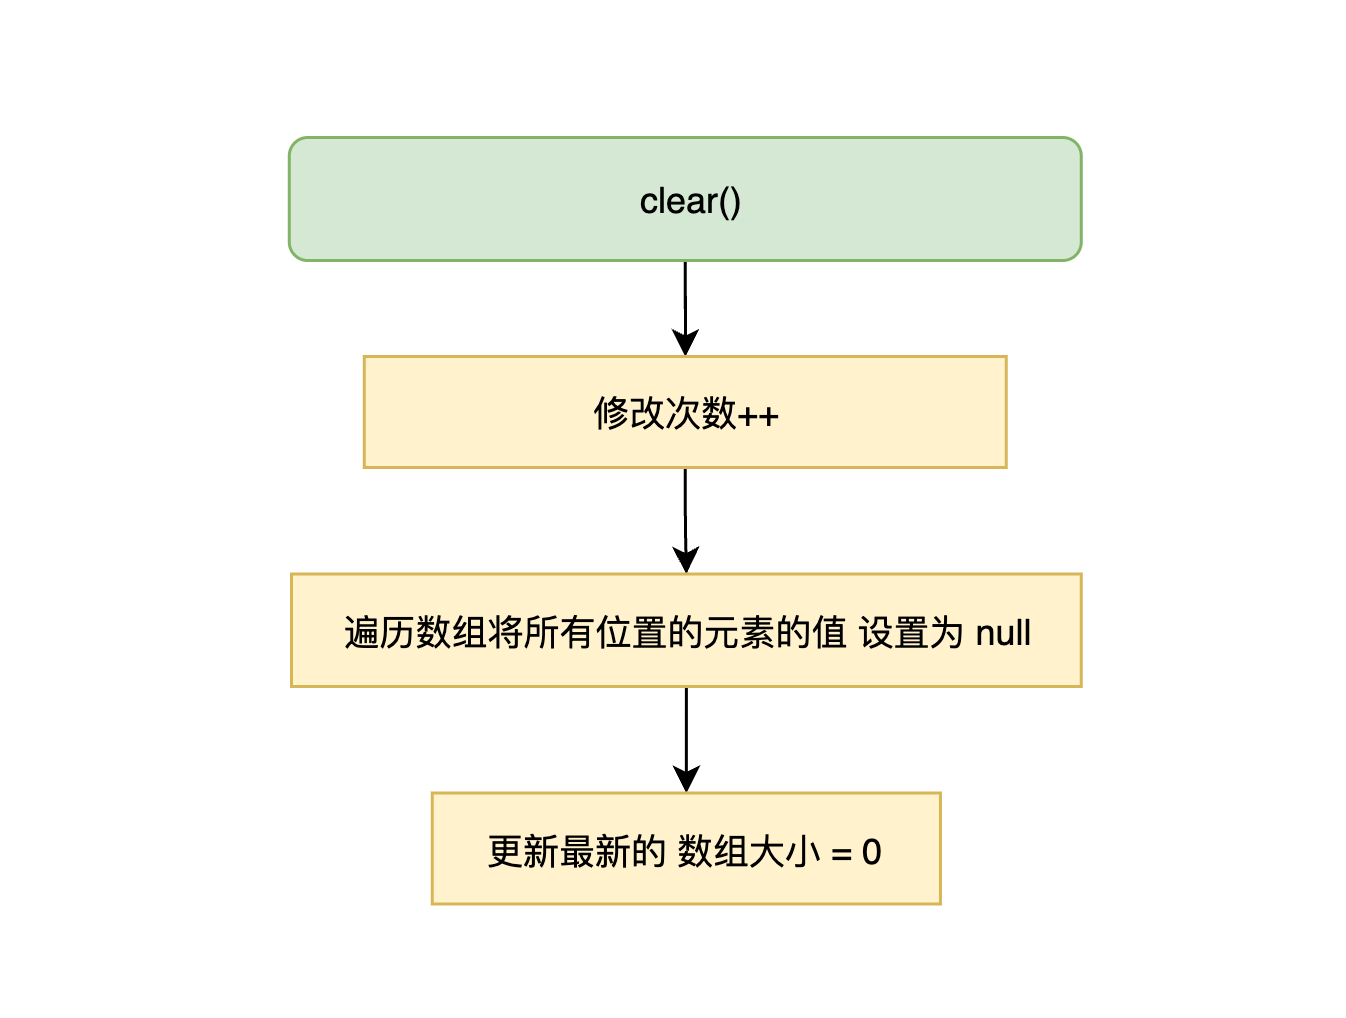 clear()
修改次数++
遍历数组将所有位置的元素的值 设置为 null
更新最新的 数组大小 = 0